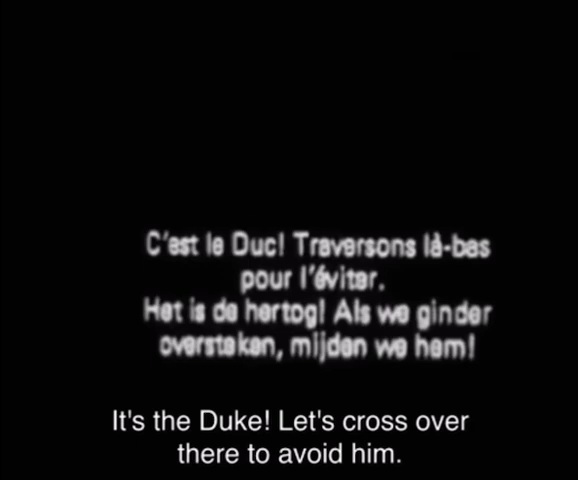 C'est le Duc! Traversons là-bas
pour l'éviter.
Het is de hertog! Als we ginder
oversteken, mijden we hem!
It's the Duke! Let's cross over
there to avoid him.